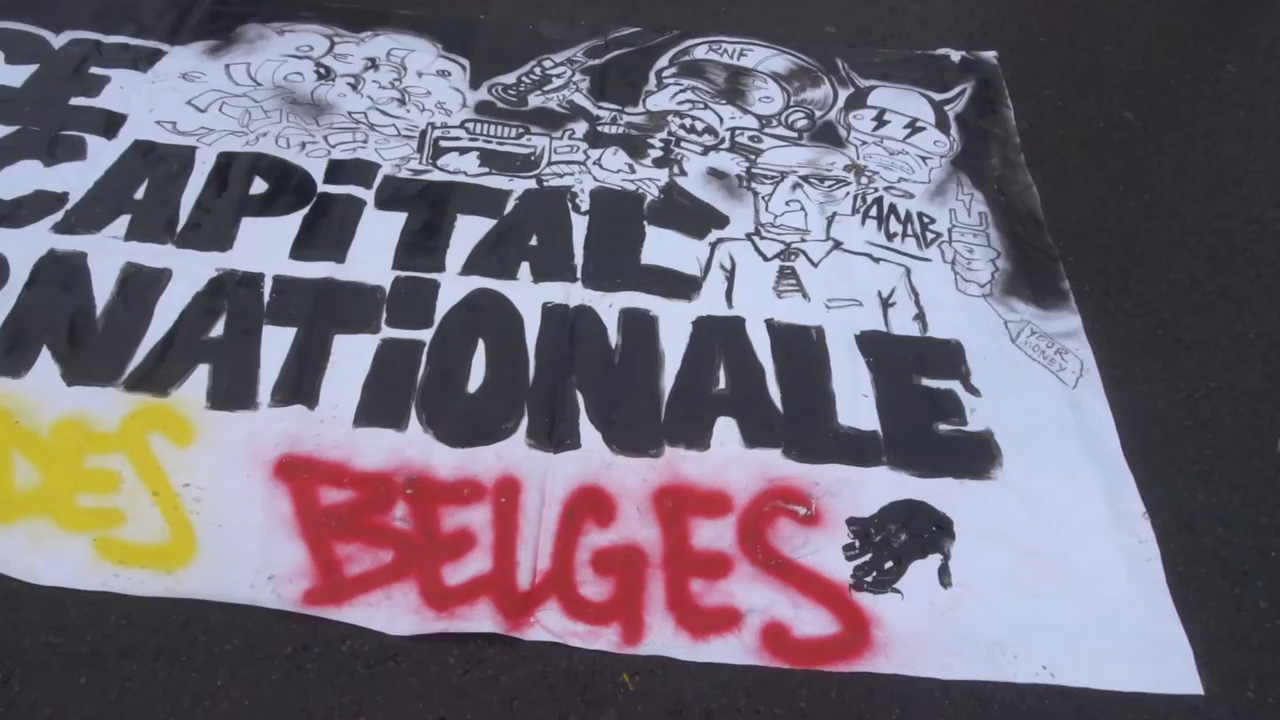 RNF
CAPiTAL
ACAB
NATiONALE
YOUR
MONEY
DES
BELGES